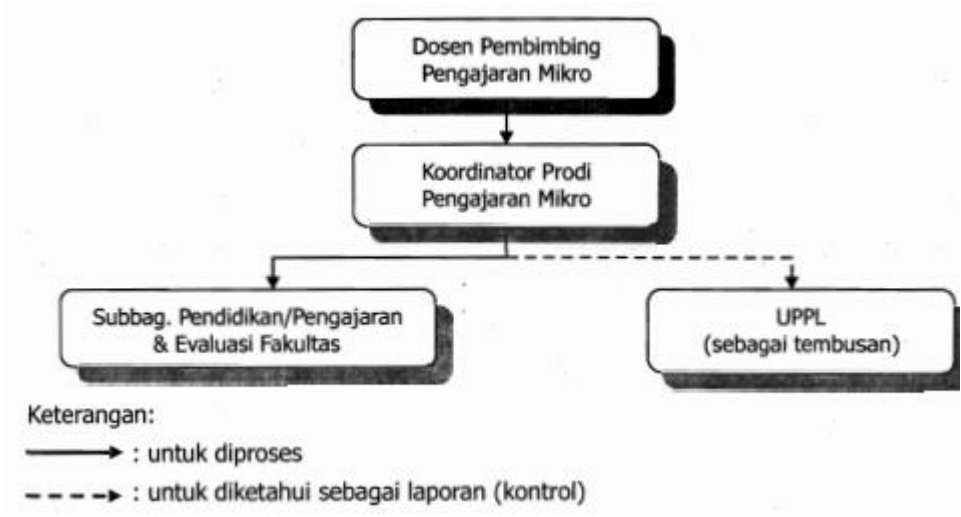 Dosen Pembimbing
Pengajaran Mikro
Koordinator Prodi
Pengajaran Mikro
Subbag. Pendidikan/Pengajaran
& Evaluasi Fakultas
UPPL
(sebagai tembusan)
Keterangan:
: untuk diproses
: untuk diketahui sebagai laporan (kontrol)